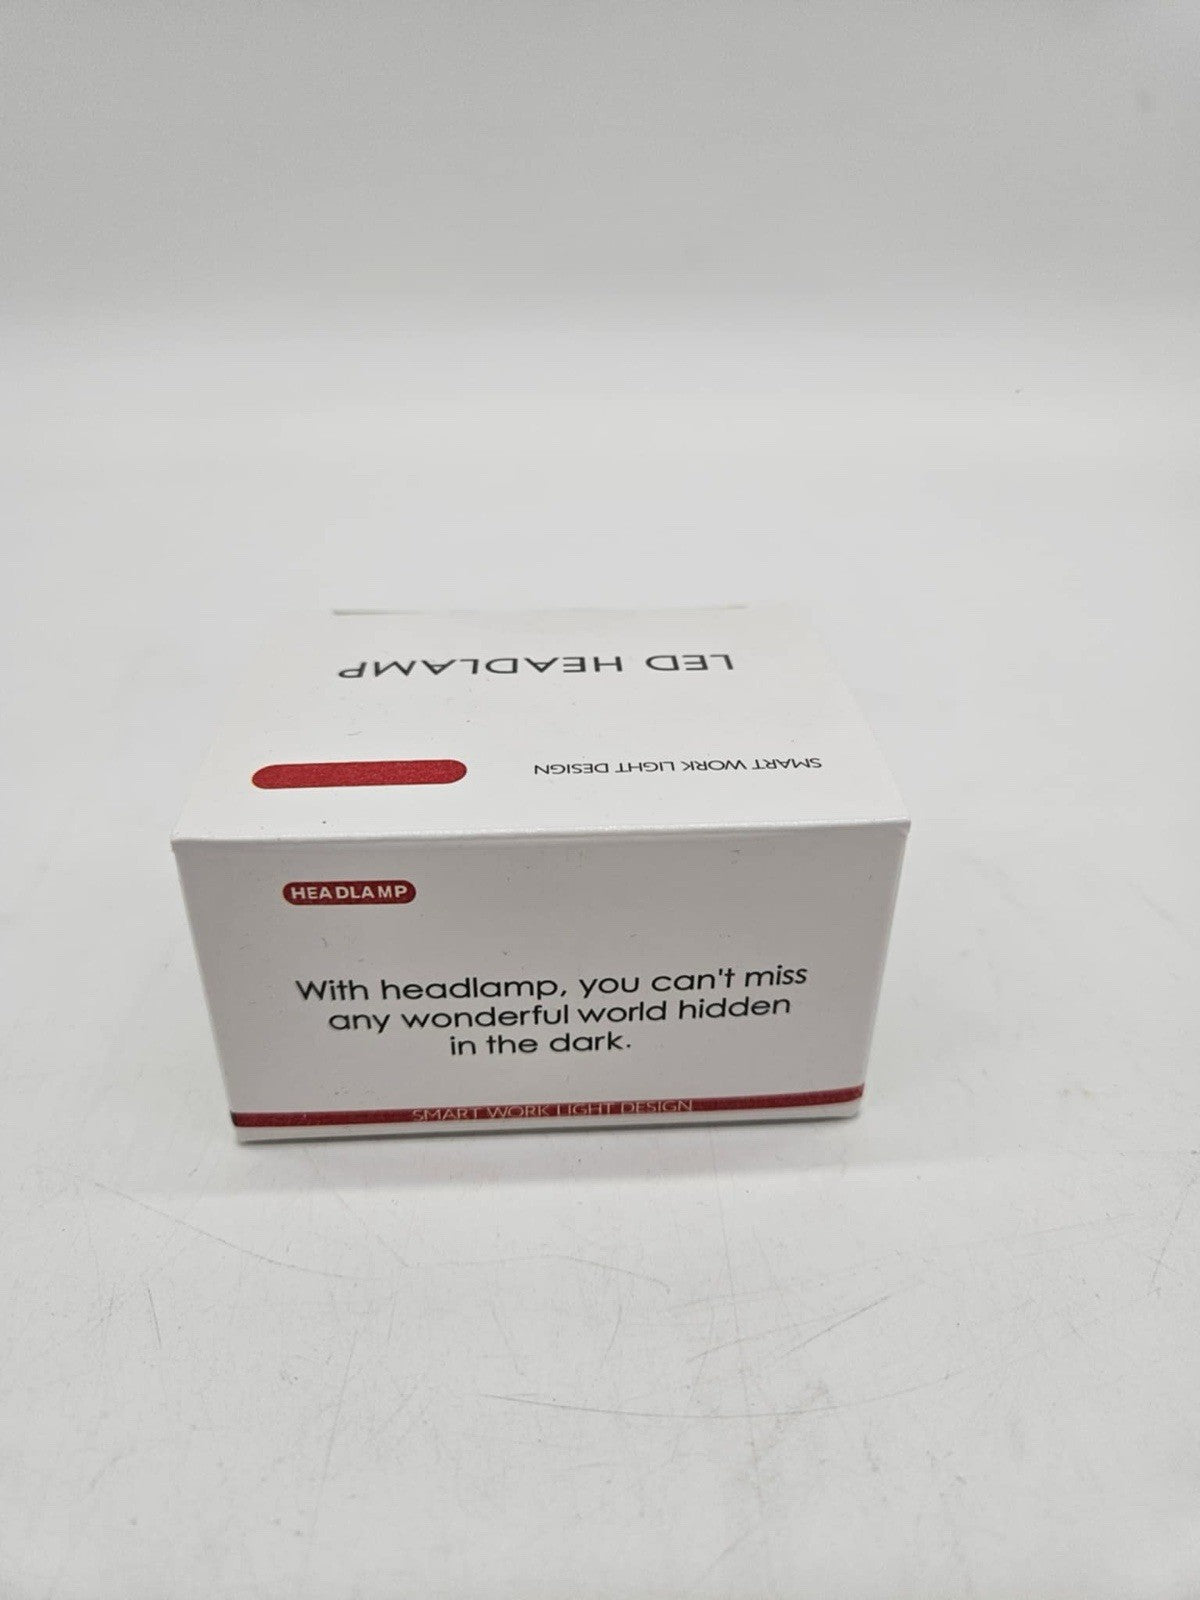 LED HEADLAMP
SMART WORK LIGHT DESIGN
HEADLAMP
With headlamp, you can't miss
any wonderful world hidden
in the dark.
SMART WORK LIGHT DESIGN